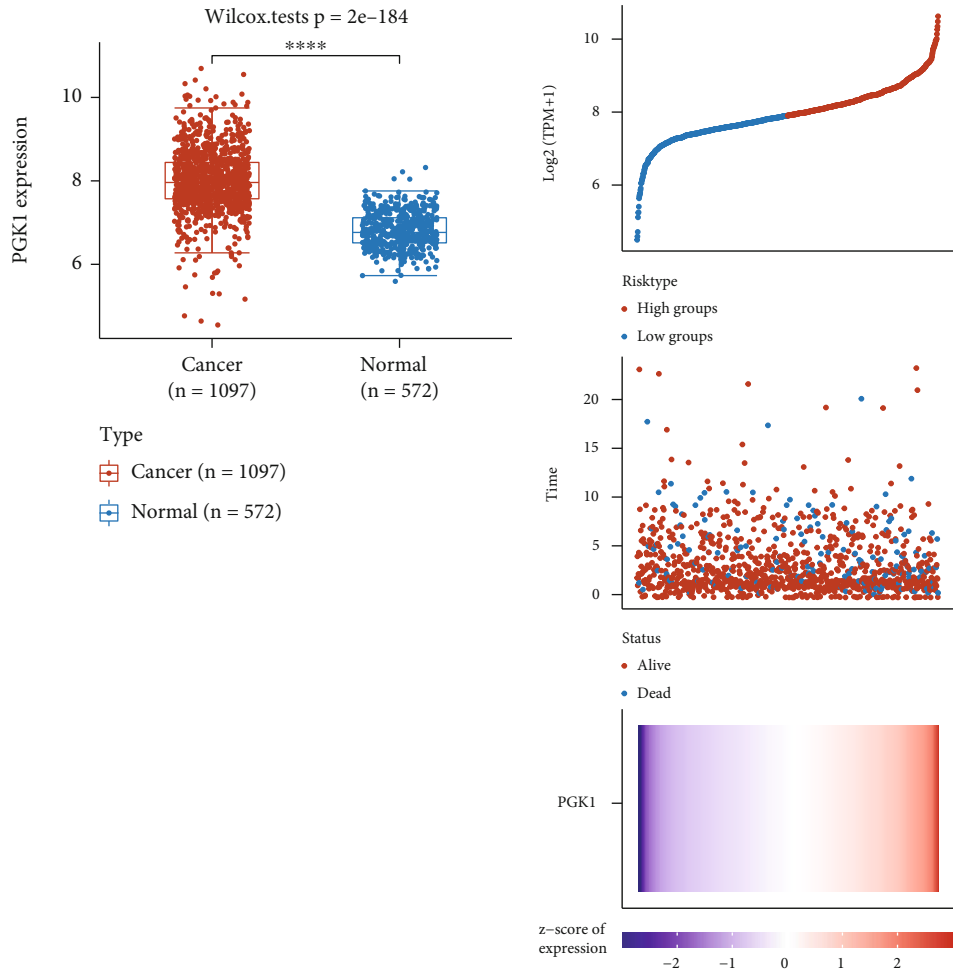 Wilcox.tests p = 2e–184
****
PGK1 expression
10
8
6
Cancer
(n = 1097)
Normal
(n = 572)
Type
Cancer (n = 1097)
Normal (n = 572)
Log2 (TPM+1)
10
8
6
Risktype
High groups
Low groups
Time
20
15
10
5
0
Status
Alive
Dead
PGK1
z–score of
expression
−2
−1
0
1
2